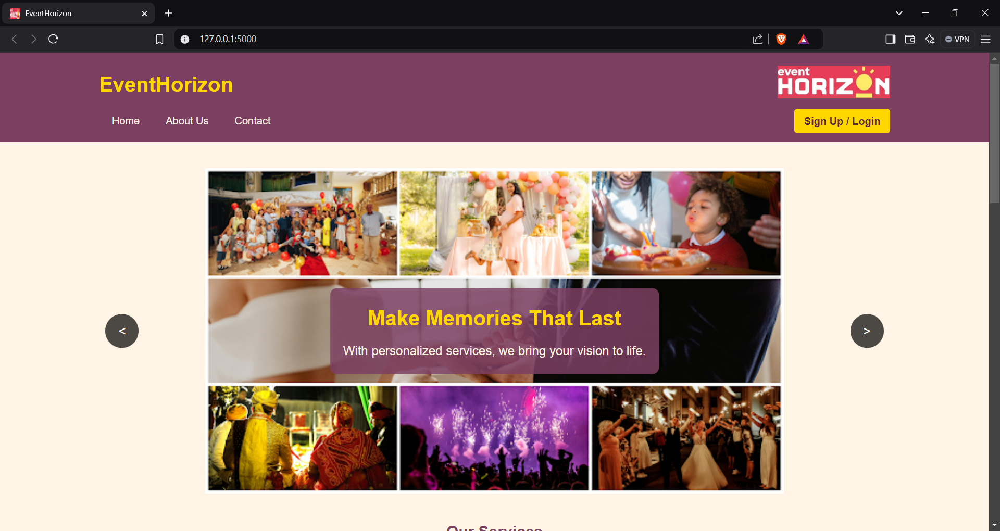 EventHorizon
127.0.0.1:5000
VPN
EventHorizon
event
HORIZON
Home
About Us
Contact
Sign Up / Login
<
>
Make Memories That Last
With personalized services, we bring your vision to life.
Our Services